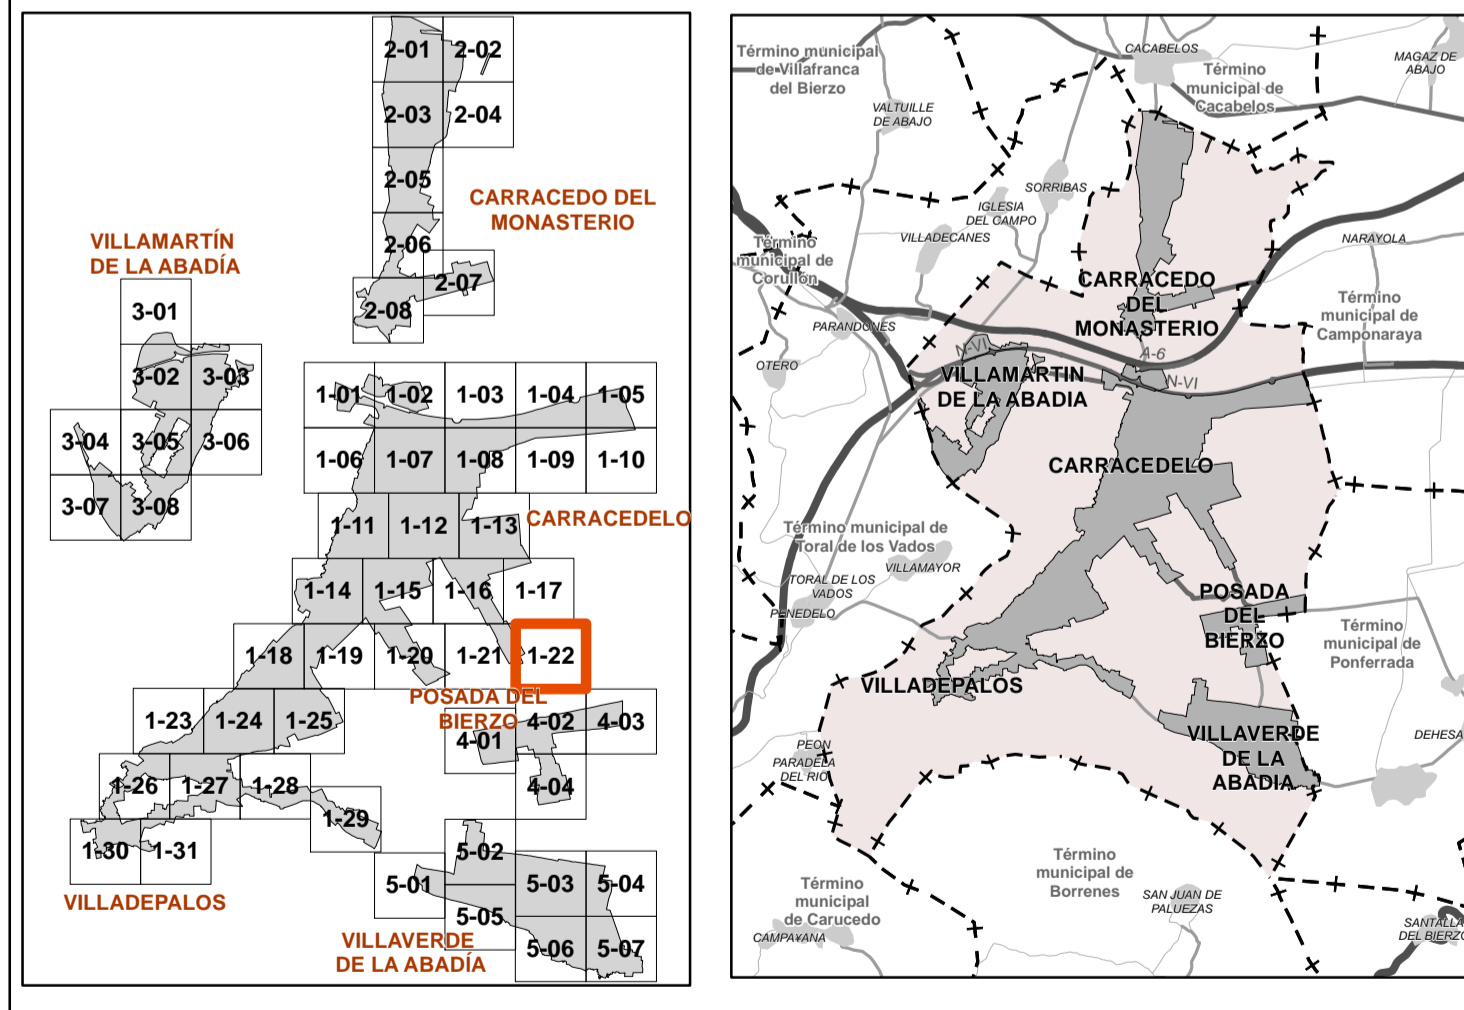 2-01
2-02
2-03
2-04
2-05
2-06
2-07
2-08
CARRACEDO DEL
MONASTERIO
VILLAMARTÍN
DE LA ABADÍA
3-01
3-02
3-03
3-04
3-05
3-06
3-07
3-08
1-01
1-02
1-03
1-04
1-05
1-06
1-07
1-08
1-09
1-10
1-11
1-12
1-13
CARRACEDELO
1-14
1-15
1-16
1-17
1-18
1-19
1-20
1-21
1-22
POSADA DEL
BIERZO
1-23
1-24
1-25
4-01
4-02
4-03
4-04
1-26
1-27
1-28
1-29
1-30
1-31
VILLADEPALOS
5-01
5-02
5-03
5-04
5-05
5-06
5-07
VILLAVERDE
DE LA ABADÍA
Término municipal
de Villafranca
del Bierzo
CACABELOS
Término
municipal de
Cacabelos
MAGAZ DE
ABAJO
VALTUILLE
DE ABAJO
SORRIBAS
IGLESIA
DEL CAMPO
VILLADECANES
NARAYOLA
Término
municipal de
Corullón
CARRACEDO
DEL
MONASTERIO
Término
municipal de
Camponaraya
PARANDONES
OTERO
N-VI
A-6
N-VI
VILLAMARTIN
DE LA ABADIA
CARRACEDELO
Término municipal de
Toral de los Vados
VILLAMAYOR
TORAL DE LOS
VADOS
PENEDELO
POSADA
DEL
BIERZO
Término
municipal de
Ponferrada
VILLADEPALOS
VILLAVERDE
DE LA
ABADIA
DEHESA
PEON
PARADELA
DEL RIO
Término
municipal de
Borrenes
Término
municipal
de Carucedo
CAMPAYANA
SAN JUAN DE
PALUEZAS
SANTALLA
DEL BIERZO